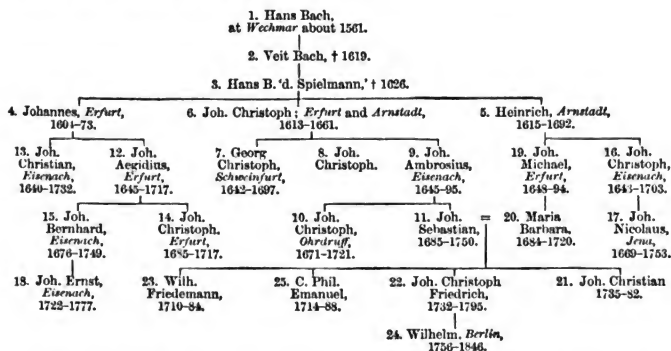 1. Hans Bach,
at Wechmar about 1561.
2. Veit Bach, † 1619.
3. Hans B. 'd. Spielmann,' † 1626.
4. Johannes, Erfurt,
1604-73.
6. Joh. Christoph; Erfurt and Arnstadt,
1613-1661.
5. Heinrich, Arnstadt,
1615-1692.
13. Joh.
Christian,
Eisenach,
1640-1732.
12. Joh.
Aegidius,
Erfurt,
1645-1717.
7. Georg
Christoph,
Schweinfurt,
1642-1697.
8. Joh.
Christoph.
9. Joh.
Ambrosius,
Eisenach,
1645-95.
19. Joh.
Michael,
Erfurt,
1648-94.
16. Joh.
Christoph,
Eisenach,
1643-1703.
15. Joh.
Bernhard,
Eisenach,
1676-1749.
14. Joh.
Christoph.
Erfurt,
1685-1717.
10. Joh.
Christoph,
Ohrdruff,
1671-1721.
11. Joh.
Sebastian,
1685-1750.
=
20. Maria
Barbara,
1684-1720.
17. Joh.
Nicolaus,
Jena,
1669-1753.
18. Joh. Ernst,
Eisenach,
1722-1777.
23. Wilh.
Friedemann,
1710-84.
25. C. Phil.
Emanuel,
1714-88.
22. Joh. Christoph
Friedrich,
1732-1795.
21. Joh. Christian
1735-82.
24. Wilhelm, Berlin,
1756-1846.